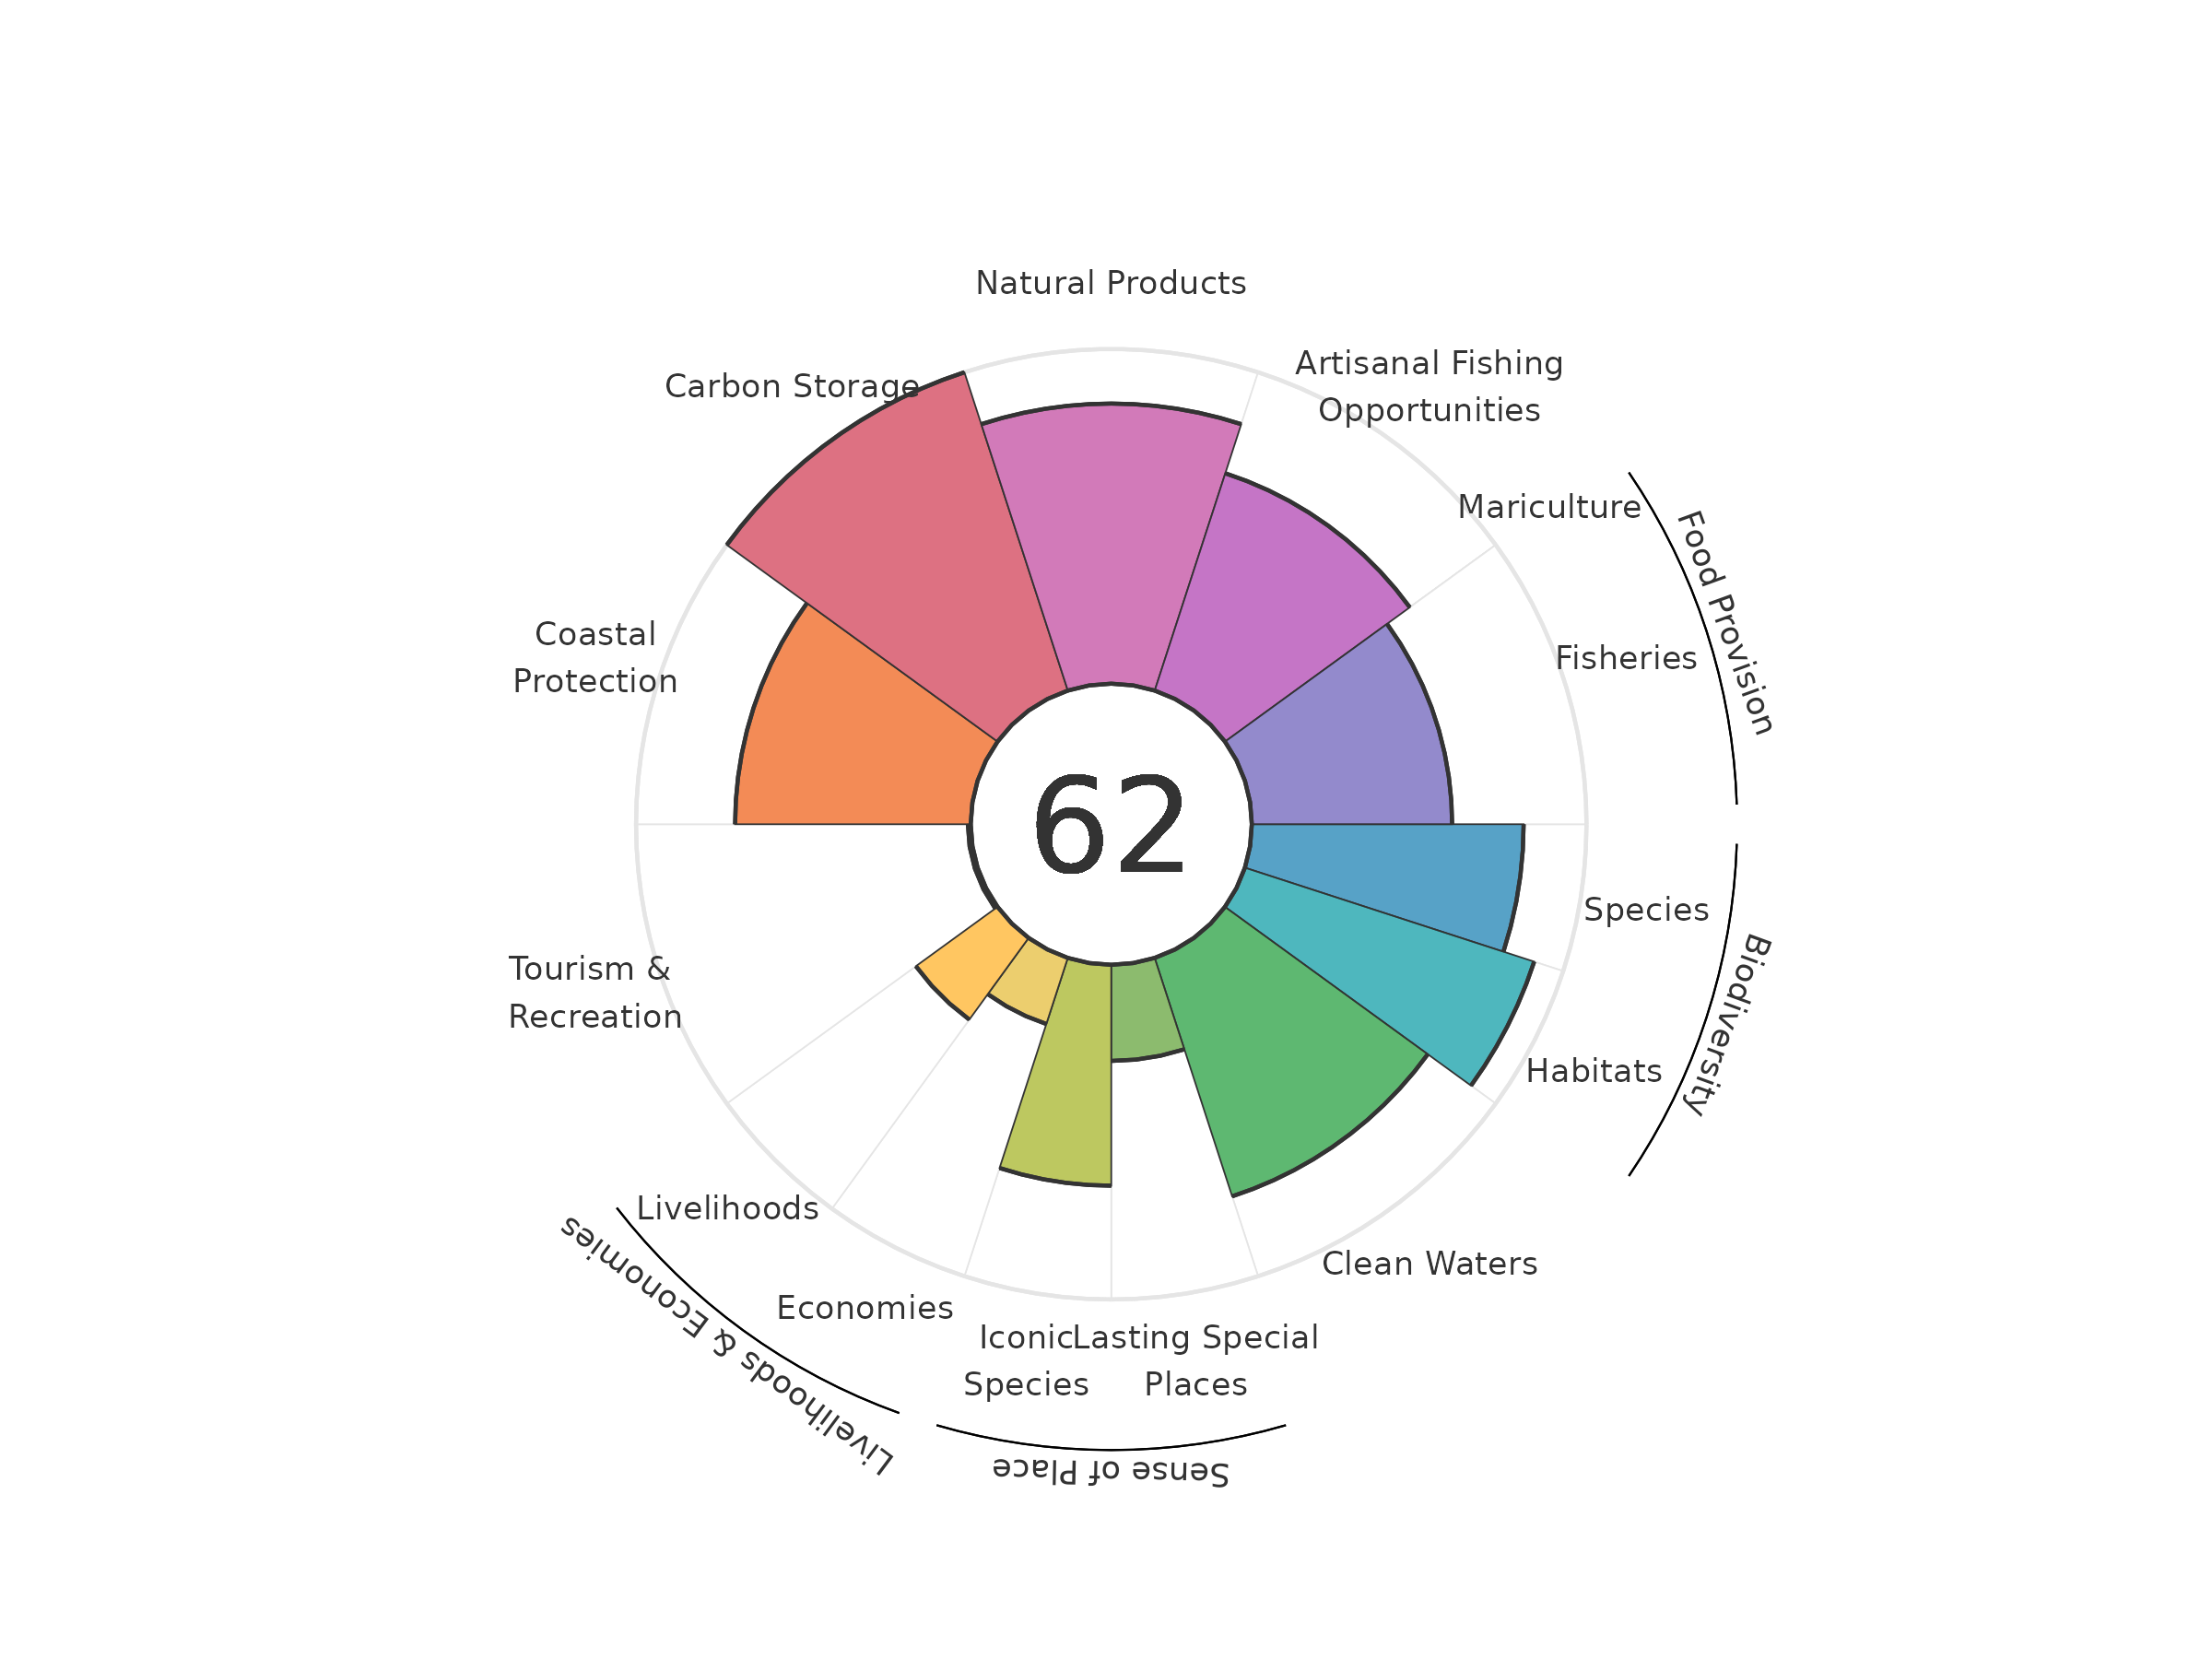 Natural Products
Artisanal Fishing
Opportunities
Carbon Storage
Mariculture
Food Provision
Coastal
Protection
Fisheries
62
Species
Biodiversity
Tourism &
Recreation
Habitats
Livelihoods
Clean Waters
Livelihoods & Economies
Economies
Iconic
Species
Lasting Special
Places
Sense of Place